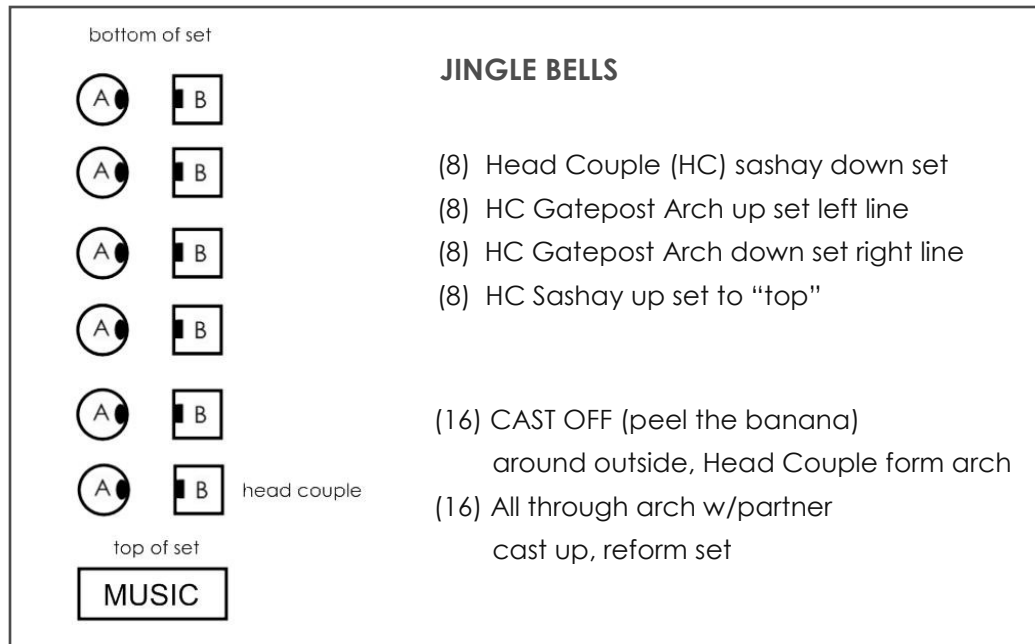 bottom of set
A B
A B
A B
A B
A B
A B head couple
top of set
MUSIC
JINGLE BELLS
(8) Head Couple (HC) sashay down set
(8) HC Gatepost Arch up set left line
(8) HC Gatepost Arch down set right line
(8) HC Sashay up set to “top”
(16) CAST OFF (peel the banana)
around outside, Head Couple form arch
(16) All through arch w/partner
cast up, reform set